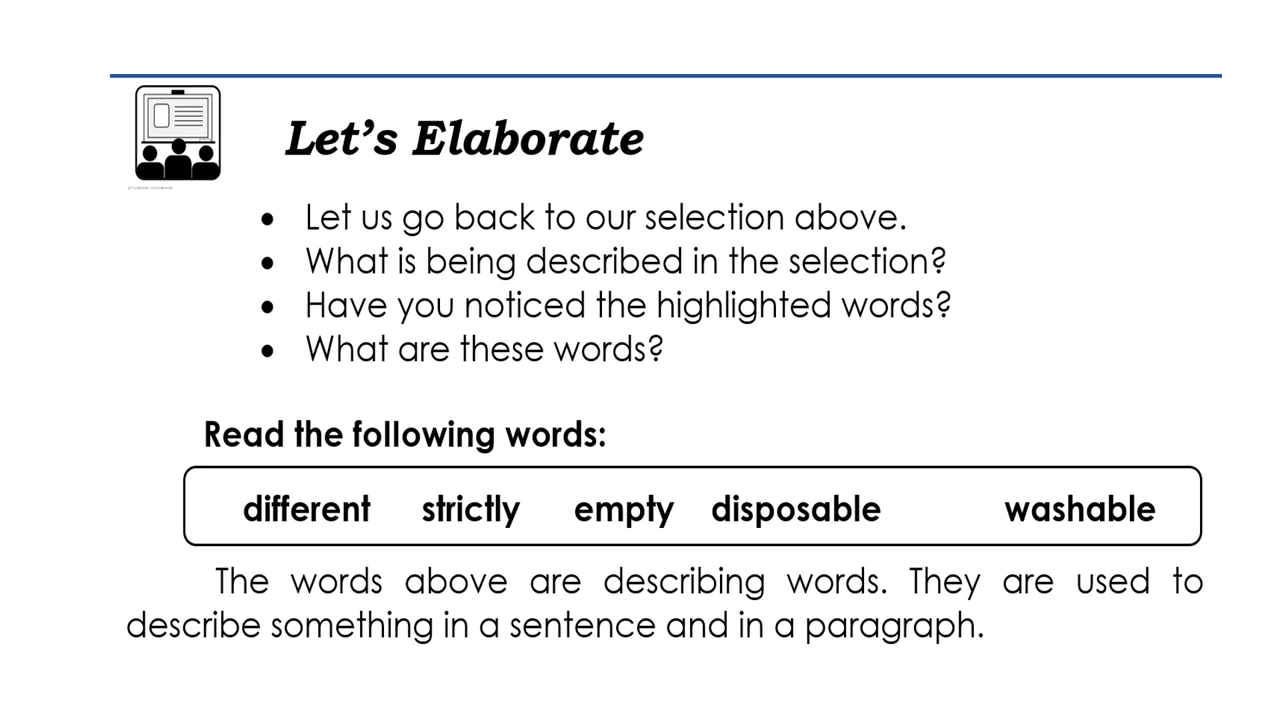 Let's Elaborate
• Let us go back to our selection above.
• What is being described in the selection?
• Have you noticed the highlighted words?
• What are these words?
Read the following words:
different strictly empty disposable washable
The words above are describing words. They are used to
describe something in a sentence and in a paragraph.